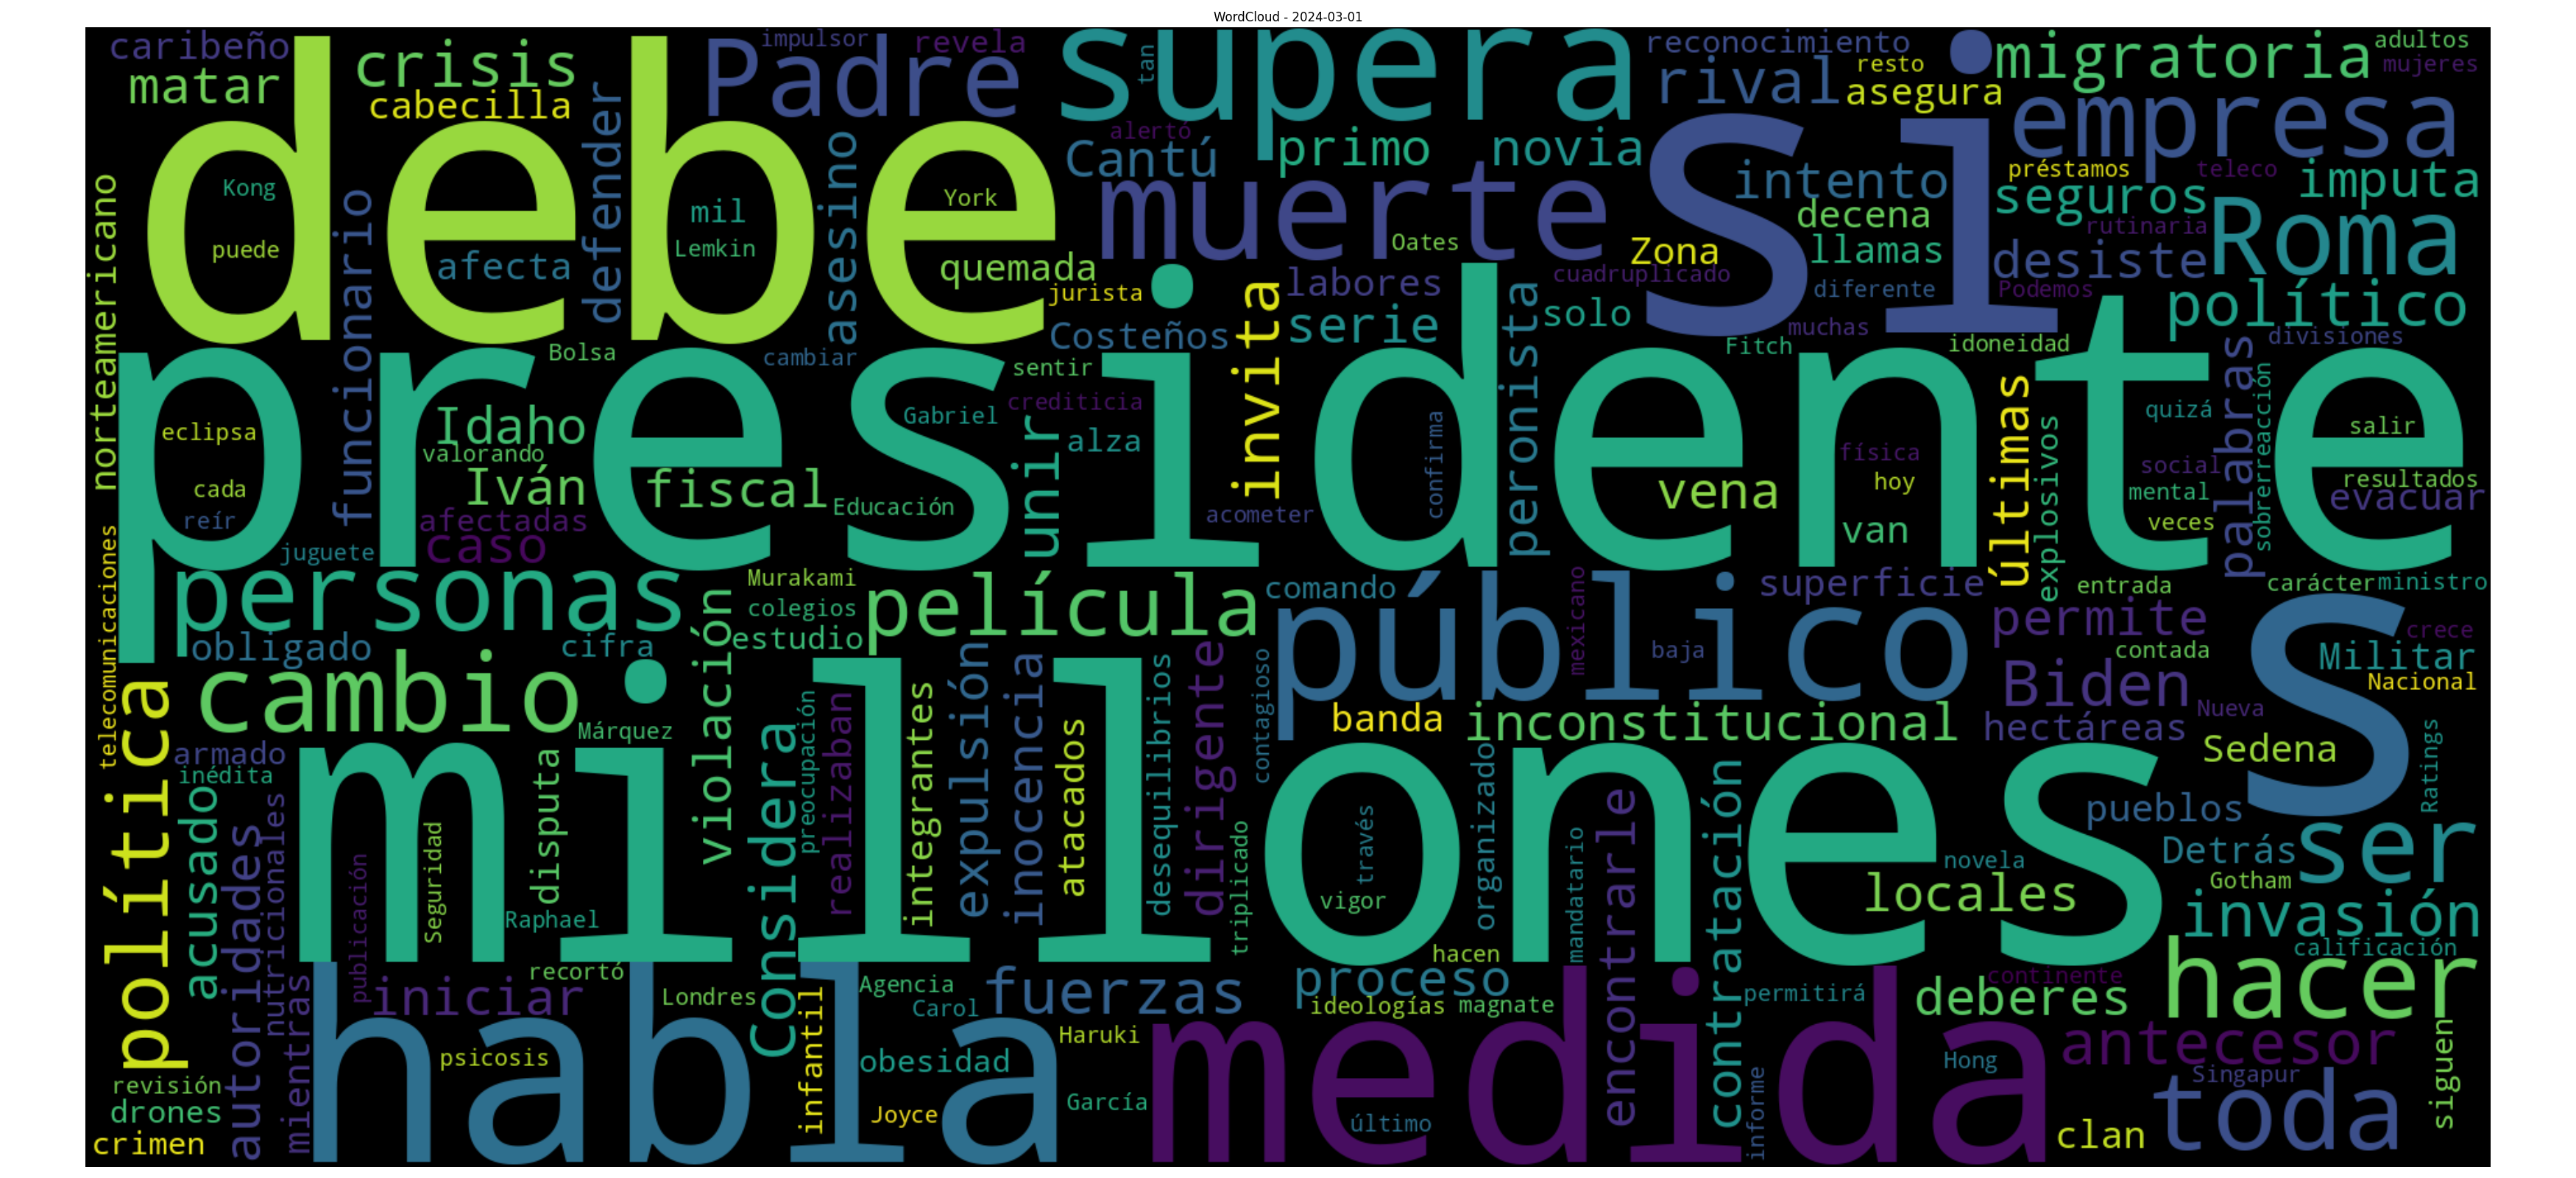 WordCloud - 2024-03-01
caribeño
impulsor
revela
supera
tan
reconocimiento
adultos
crisis
Padre
migratoria
mujeres
matar
cabecilla
rival
resto
asegura
empresa
debe
defender
asesino
alertó
Cantú
primo
novia
si
muerte
intento
préstamos
teleco
imputa
seguros
Kong
puede
mil
Lemkin
York
afecta
quemada
jurista
norteamericano
funcionario
Oates
decena
Zona
llamas
rutinaria
Roma
desiste
labores
cuadruplicado
diferente
Podemos
político
invita
serie
peronista
solo
muchas
Costeños
Bolsa
cambiar
sentir
Fitch
idoneidad
divisiones
presidente
eclipsa
cada
reír
Idaho
valorando
Iván
fiscal
Gabriel
crediticia
Educación
unir
alza
acometer
confirma
vena
física
hoy
van
últimas
explosivos
quizá
social
mental
veces
palabras
sobrerreacción
salir
resultados
evacuar
afectadas
caso
juguete
telecomunicaciones
personas
Murakami
colegios
estudio
película
comando
mexicano
superficie
entrada
carácter
ministro
público
baja
permite
contada
crece
Militar
Nacional
obligado
cifra
violación
cambio
Márquez
política
armado
inédita
Biden
hectáreas
Nueva
s
Sedena
banda
inconstitucional
contagioso
millones
acusado
autoridades
nutricionales
publicación
Seguridad
disputa
Raphael
Considera
preocupación
realizaban
integrantes
expulsión
inocencia
atacados
desequilibrios
dirigente
triplicado
través
vigor
organizado
mandatario
encontrarle
contratación
novela
locales
pueblos
Ratings
Detrás
ser
Gotham
invasión
calificación
mientras
iniciar
recortó
Londres
Agencia
Carol
fuerzas
hacen
proceso
ideologías
magnate
permitirá
continente
deberes
hacer
habla
psicosis
infantil
obesidad
Haruki
Joyce
García
medida
último
informe
Hong
antecesor
Singapur
toda
siguen
clan
revisión
drones
crimen